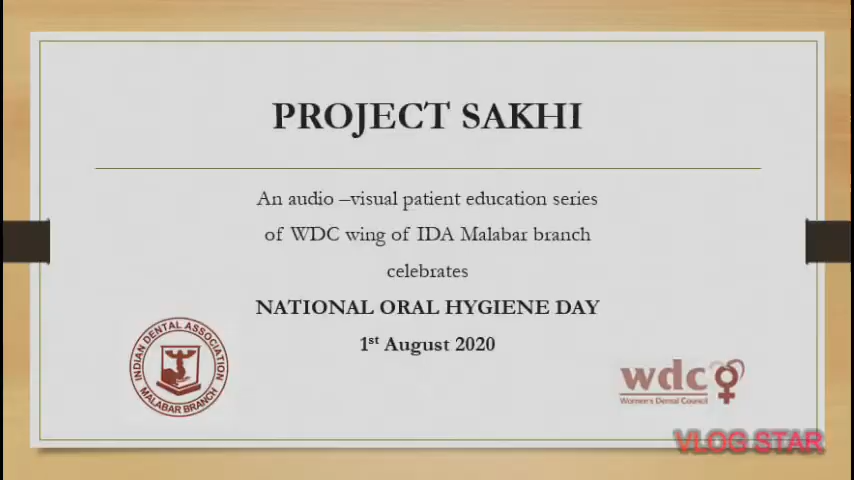 PROJECT SAKHI
An audio –visual patient education series
of WDC wing of IDA Malabar branch
celebrates
NATIONAL ORAL HYGIENE DAY
1st August 2020
INDIAN DENTAL ASSOCIATION
MALABAR BRANCH
wdc
Women's Dental Council
VLOG STAR